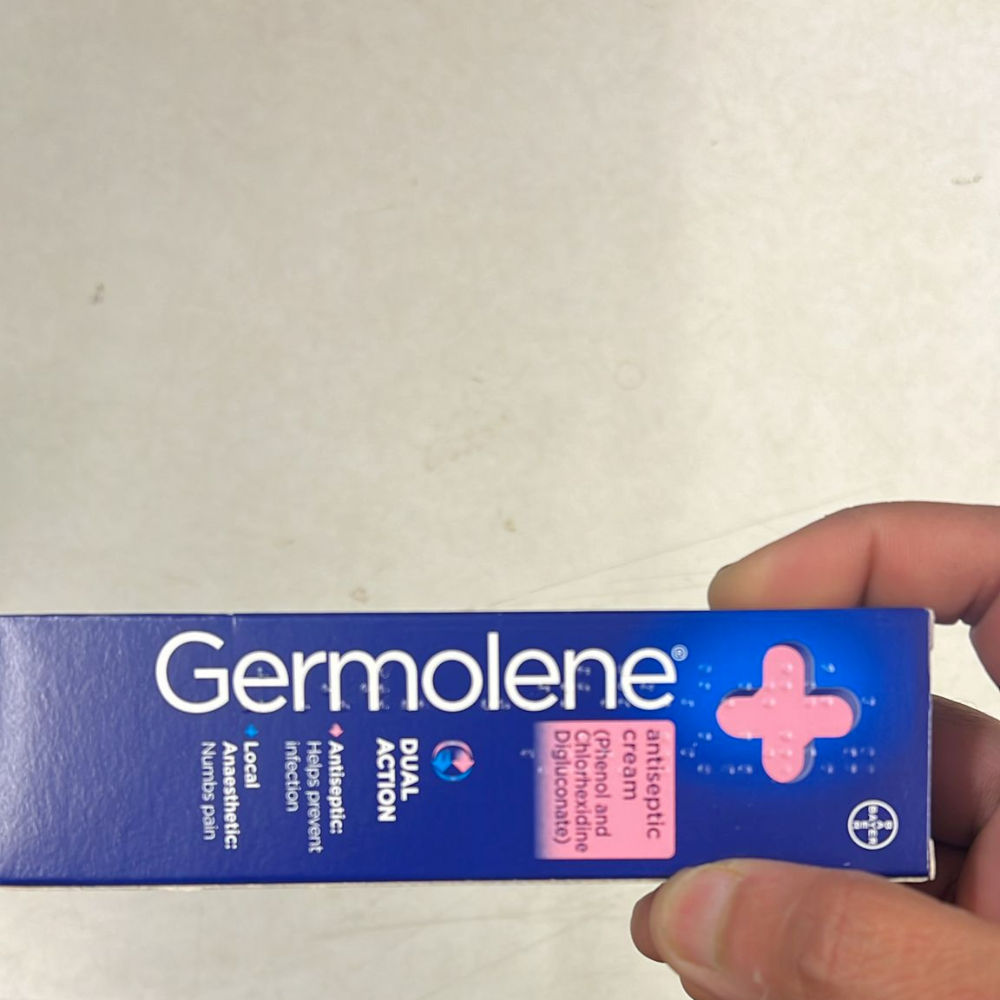 Germolene®
antiseptic
cream
(Phenol and
Chlorhexidine
Digluconate)
DUAL
ACTION
Antiseptic:
Helps prevent
infection
Local
Anaesthetic:
Numbs pain
BAYER